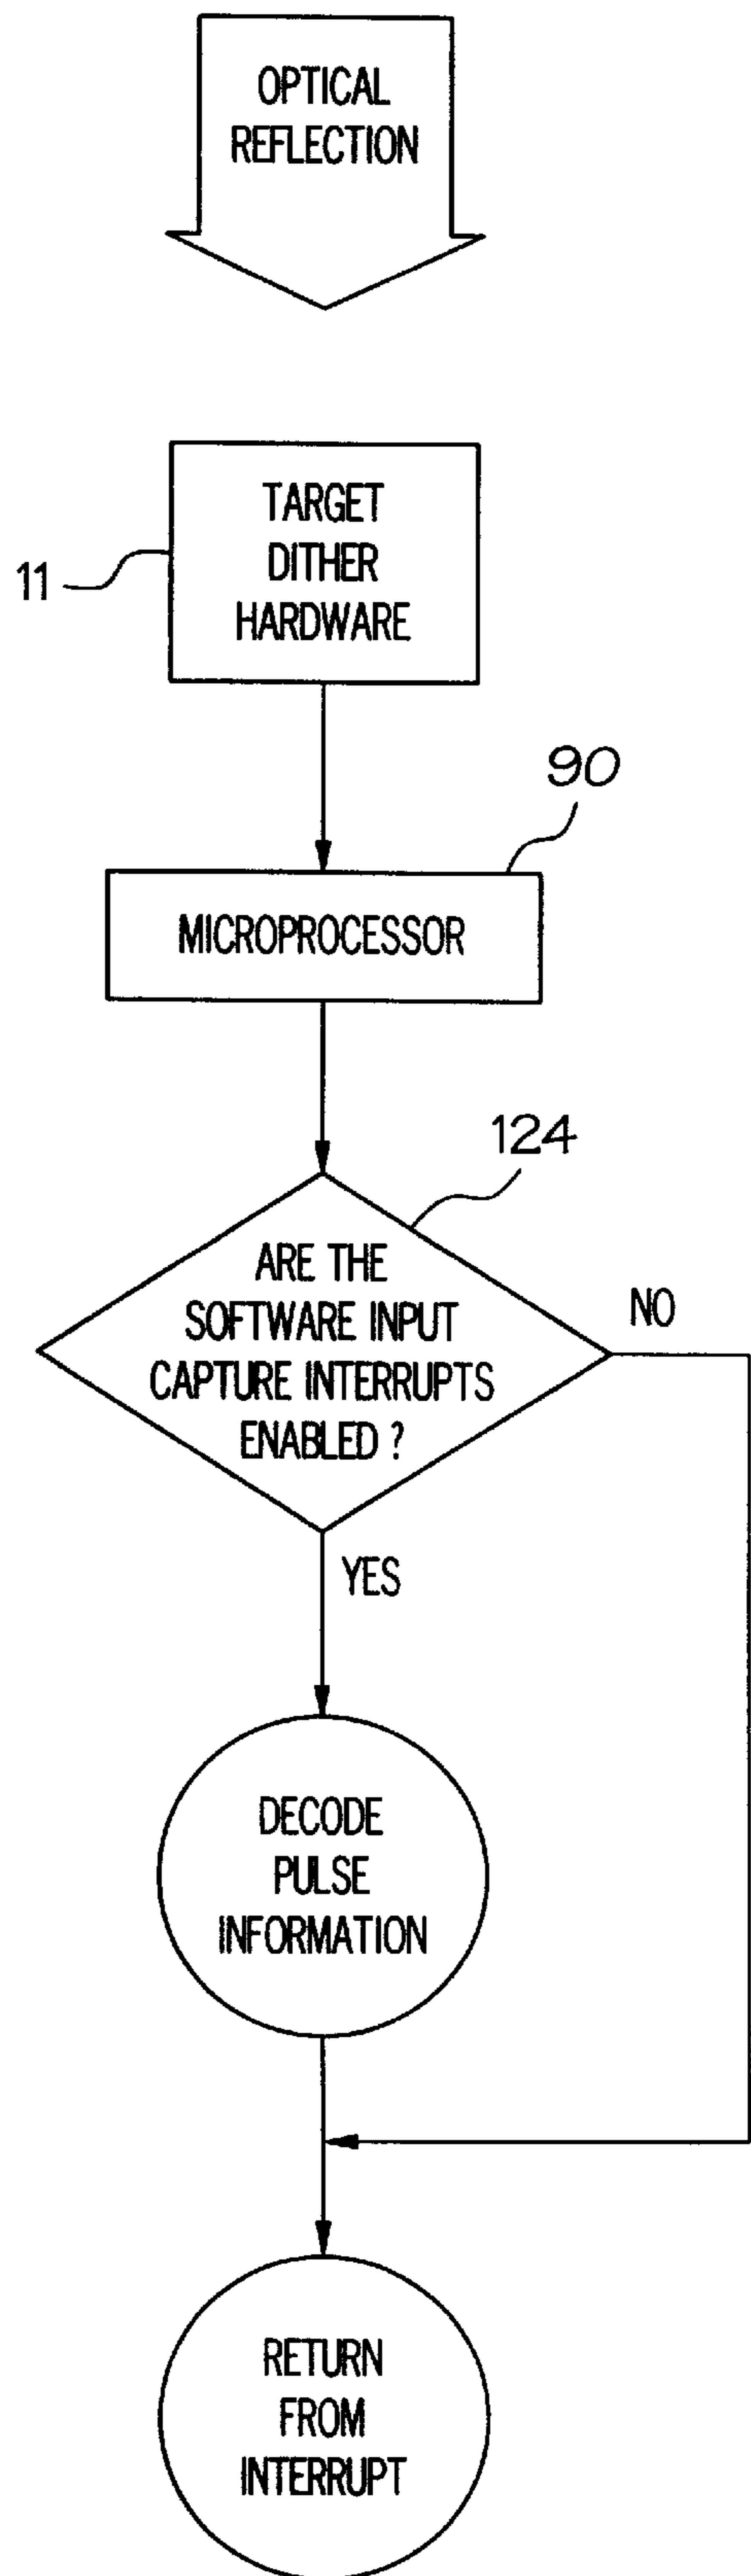 OPTICAL
REFLECTION
TARGET
DITHER
HARDWARE
11
90
MICROPROCESSOR
124
ARE THE
SOFTWARE INPUT
CAPTURE INTERRUPTS
ENABLED ?
NO
YES
DECODE
PULSE
INFORMATION
RETURN
FROM
INTERRUPT